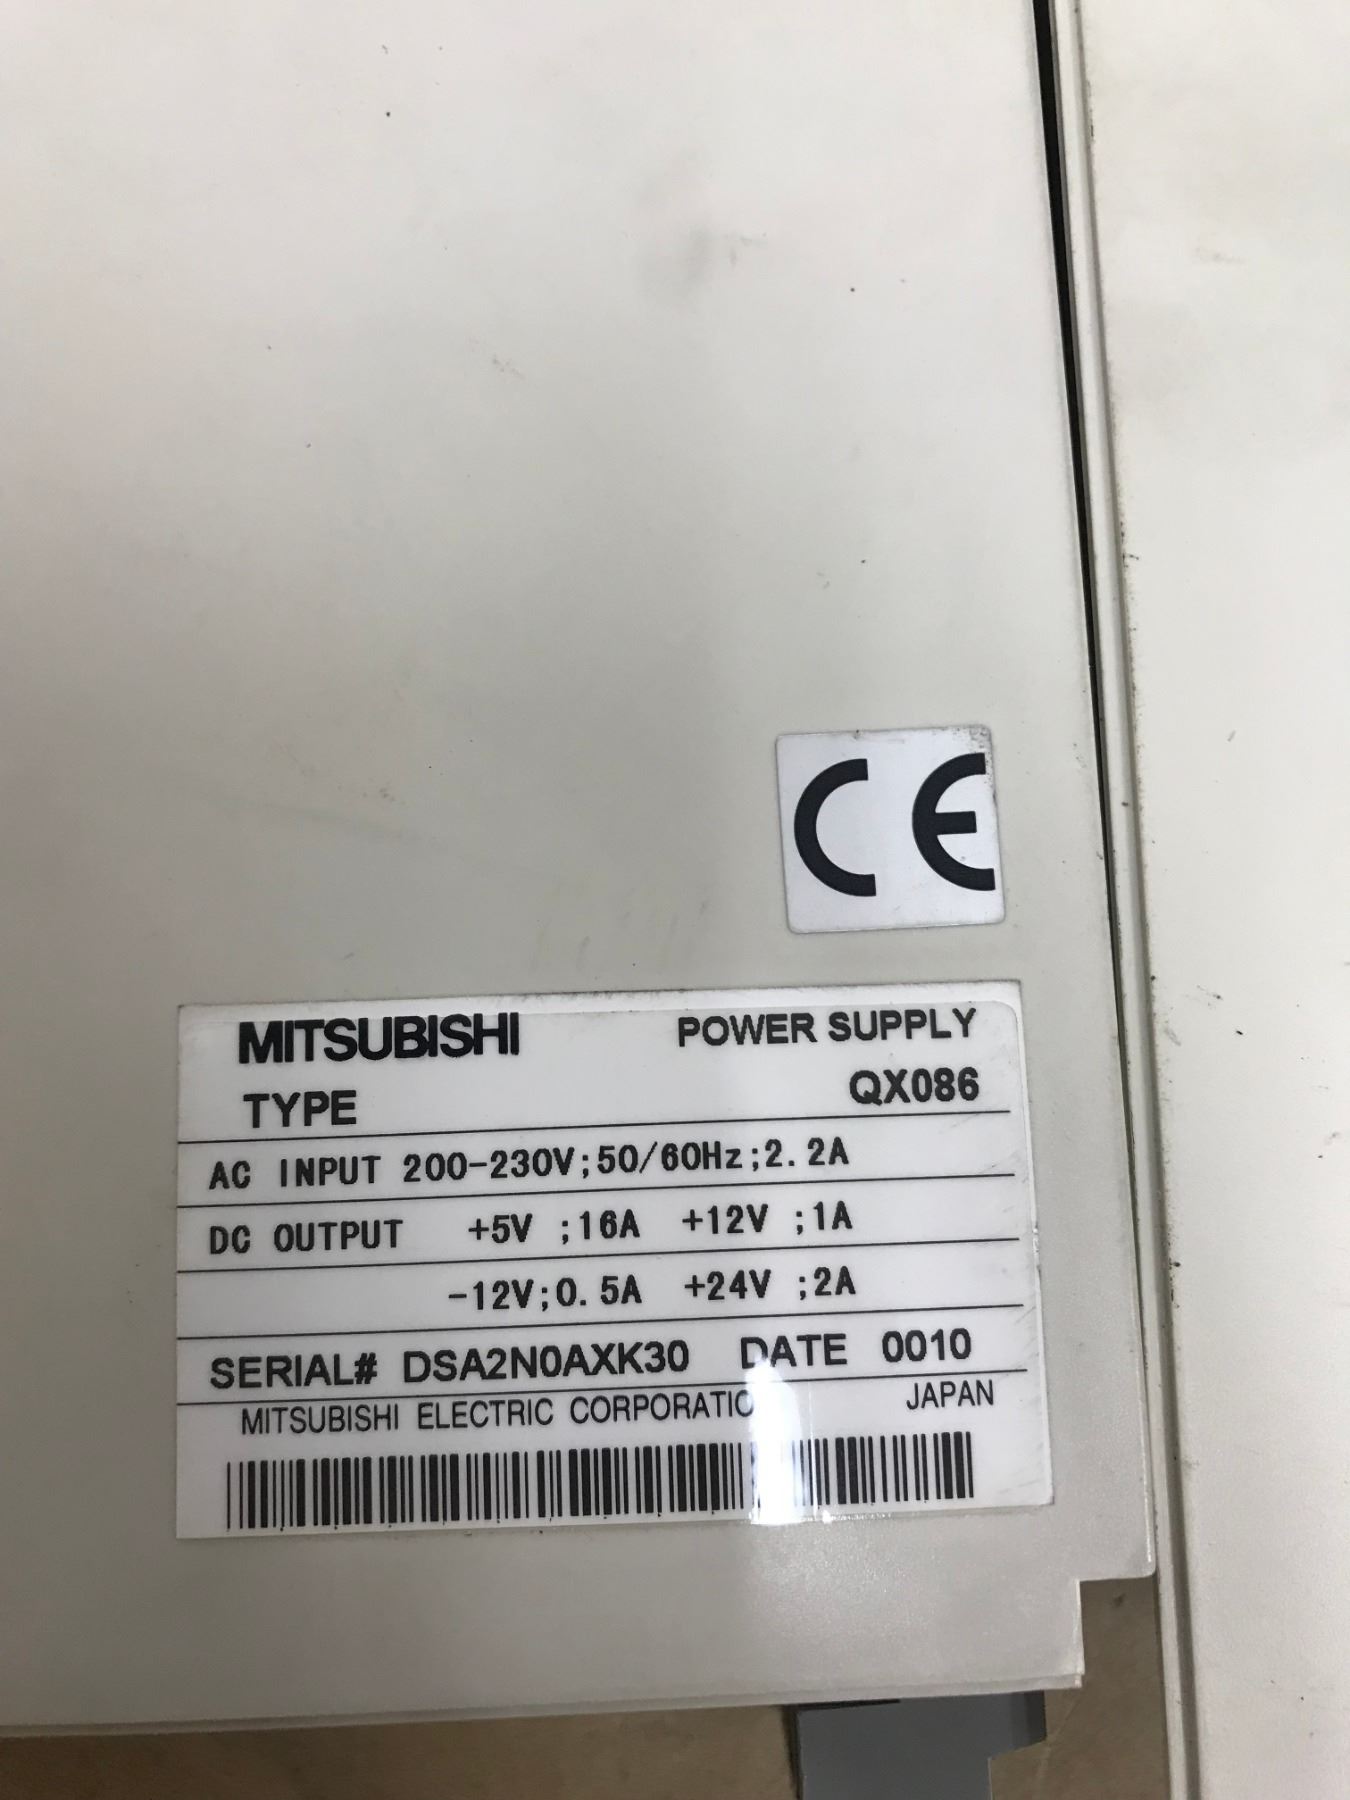 CE
MITSUBISHI POWER SUPPLY
TYPE QX086
AC INPUT 200-230V;50/60Hz;2.2A
DC OUTPUT +5V ;16A +12V ;1A
-12V;0.5A +24V ;2A
SERIAL# DSA2N0AXK30 DATE 0010
MITSUBISHI ELECTRIC CORPORATIO JAPAN